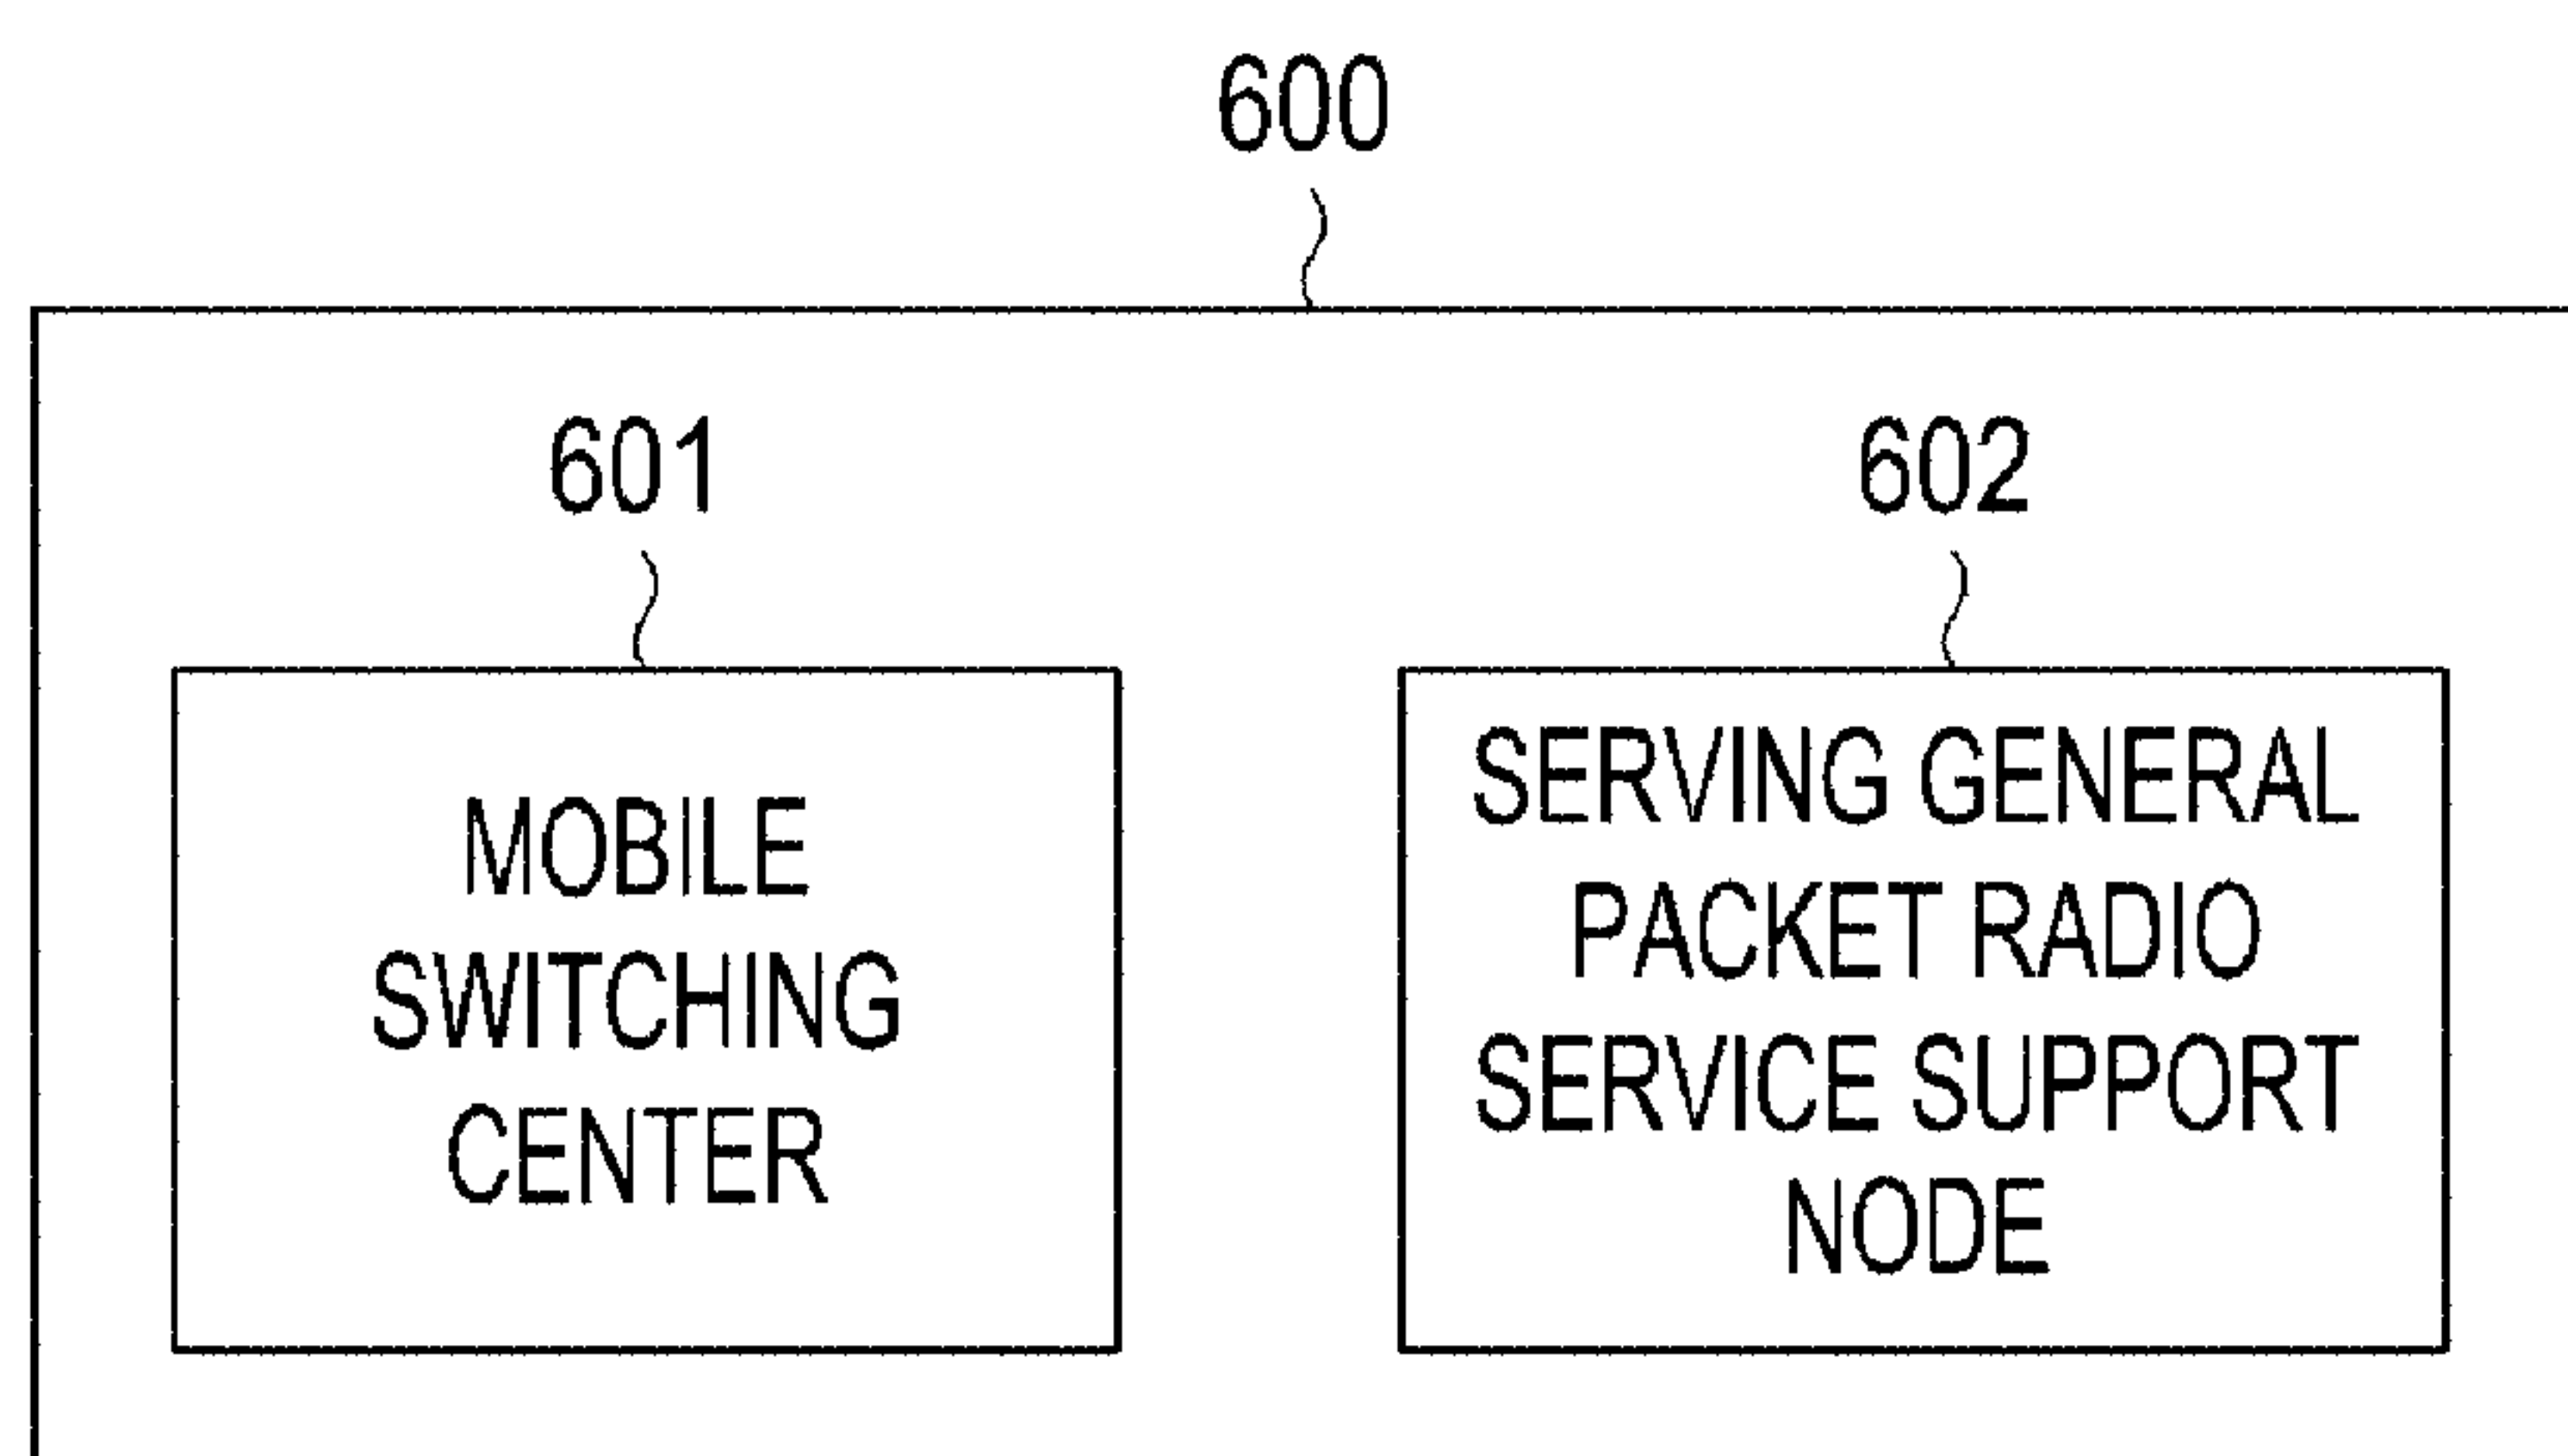 600
601
602
MOBILE
SWITCHING
CENTER
SERVING GENERAL
PACKET RADIO
SERVICE SUPPORT
NODE